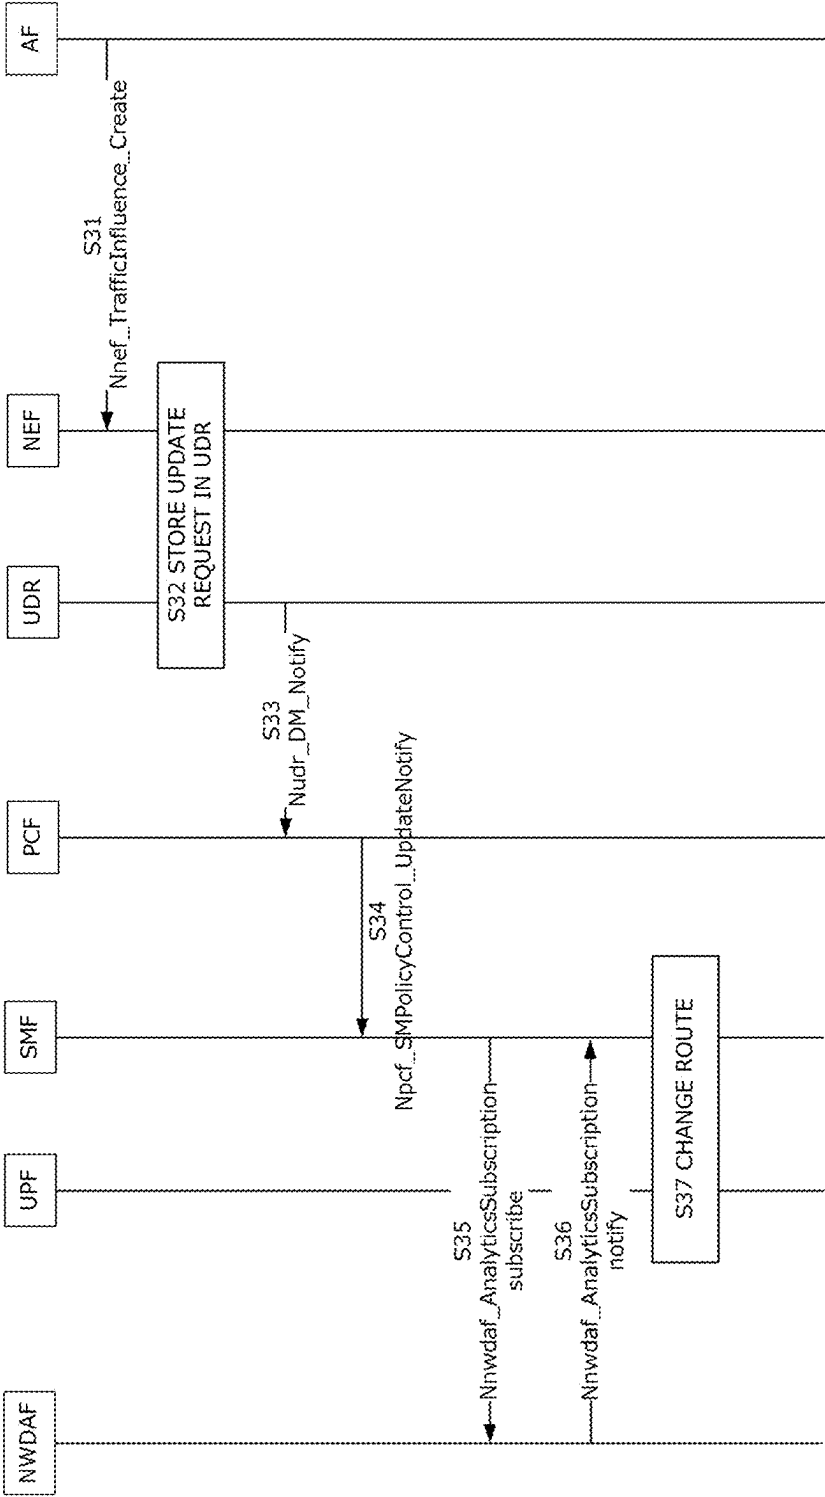 NWDAF
UPF
SMF
PCF
UDR
NEF
AF
S31
Nnef_TrafficInfluence_Create
S32 STORE UPDATE
REQUEST IN UDR
S33
Nudr_DM_Notify
S34
Npcf_SMPolicyControl_UpdateNotify
S35
Nnwdaf_AnalyticsSubscription
subscribe
S36
Nnwdaf_AnalyticsSubscription
notify
S37 CHANGE ROUTE